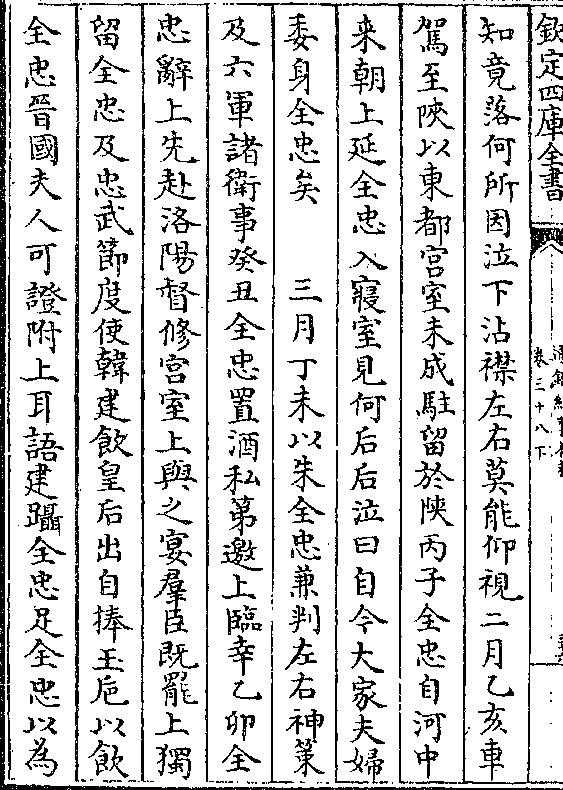 欽定四庫全書
卷三十八下
知竟落何所因泣下沾襟左右莫能仰視二月乙亥車
駕至陜以東都宫室未成駐留於陜丙子全忠自河中
来朝上延全忠入寢室見何后后泣曰自今大家夫婦
委身全忠矣 三月丁未以朱全忠兼判左右神策
及六軍諸衛事癸丑全忠置酒私第邀上臨幸乙卯全
忠辭上先赴洛陽督修宫室上與之宴羣臣既罷上獨
留全忠及忠武節度使韓建飲皇后出自捧玉巵以飲
全忠晉國夫人可證附上耳語建躡全忠足全忠以為